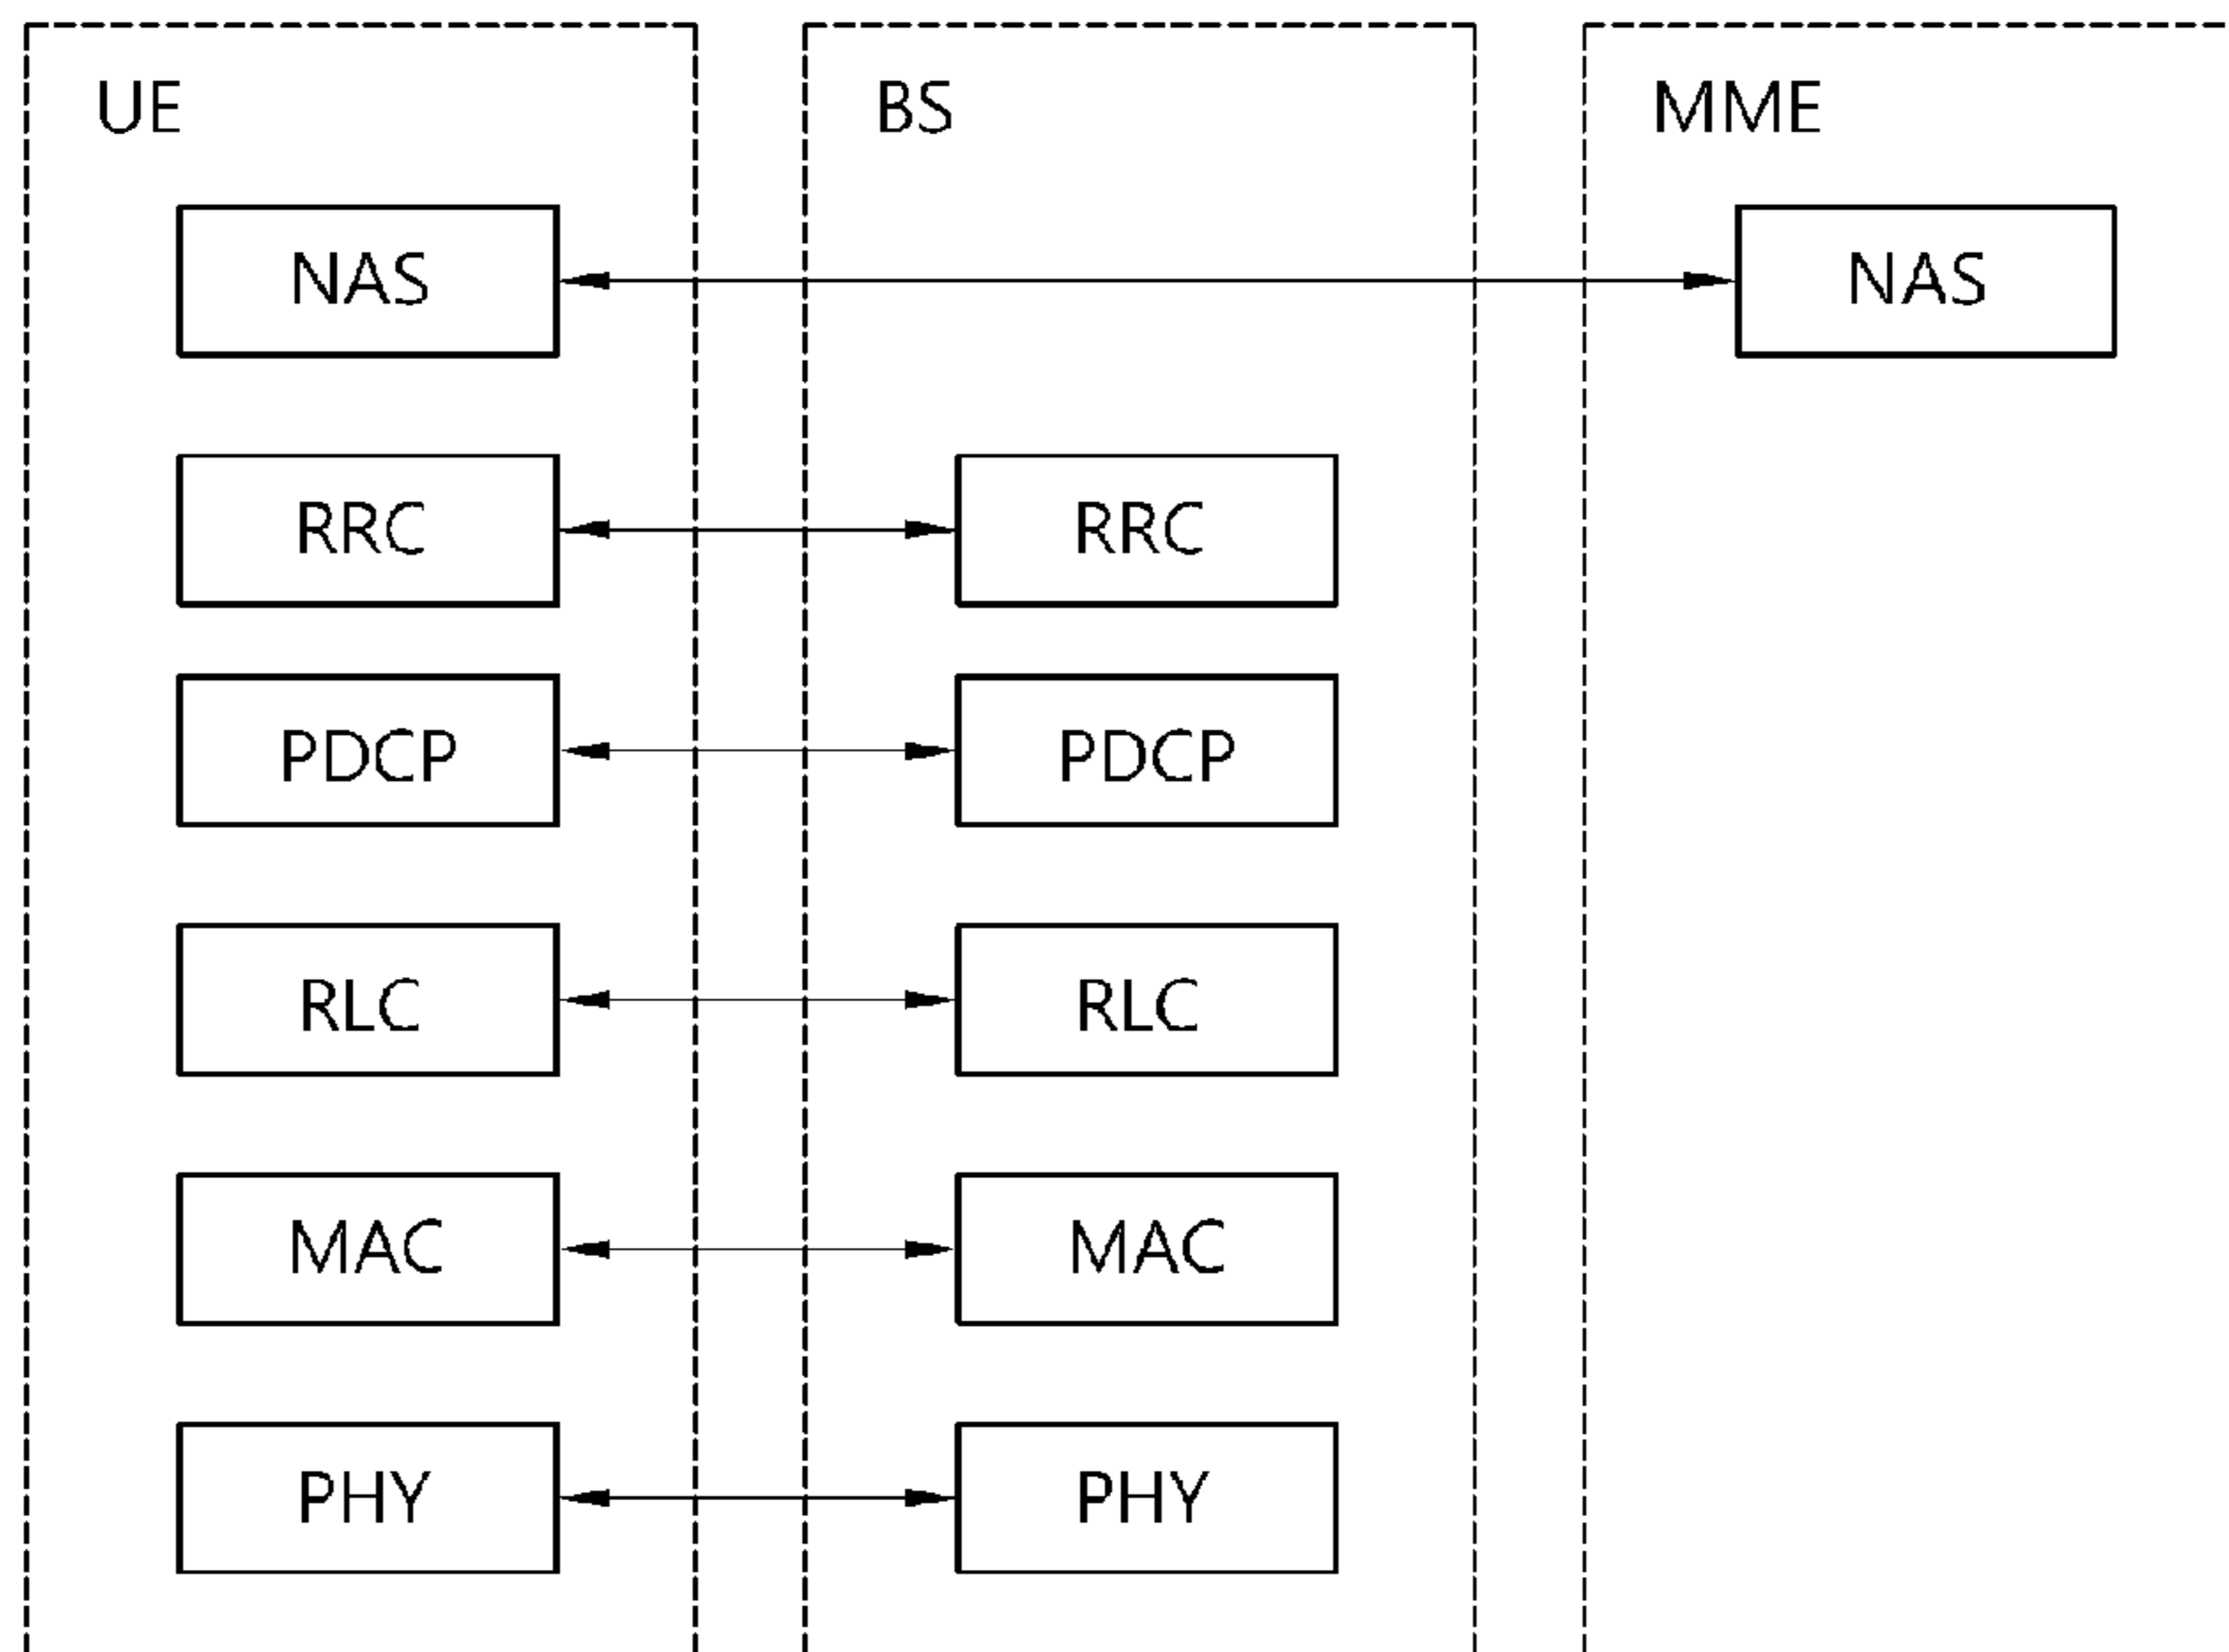 UE BS MME
NAS NAS
RRC RRC
PDCP PDCP
RLC RLC
MAC MAC
PHY PHY